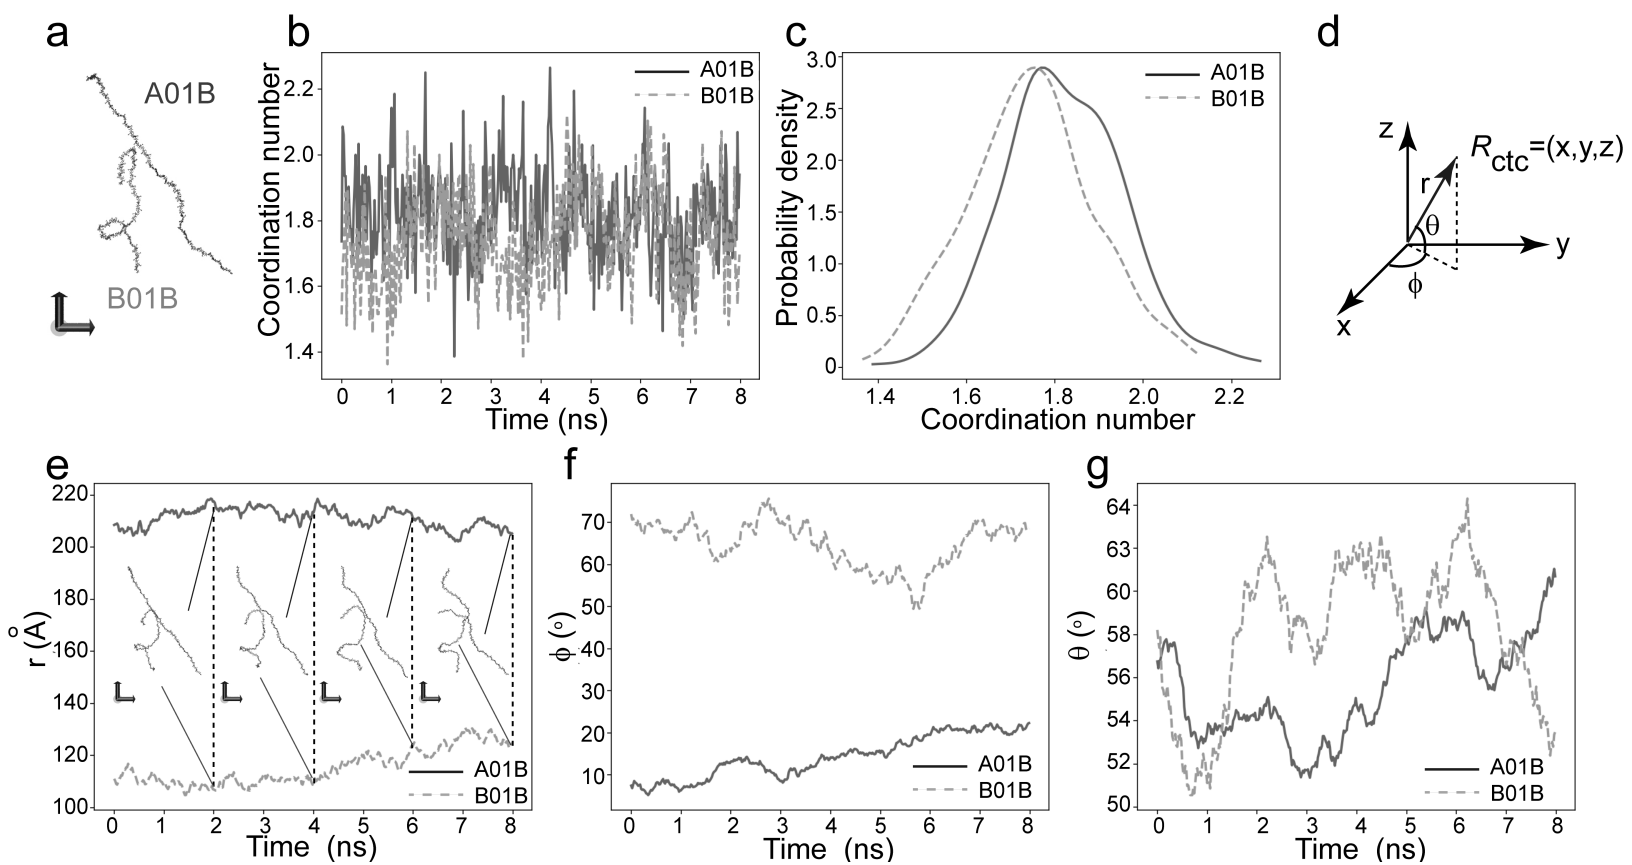 a
A01B
B01B
b
Coordination number
2.2
2.0
1.8
1.6
1.4
A01B
B01B
0 1 2 3 4 5 6 7 8
Time (ns)
c
Probability density
3.0
2.5
2.0
1.5
1.0
0.5
0
A01B
B01B
1.4 1.6 1.8 2.0 2.2
Coordination number
d
z
Rctc=(x,y,z)
r
θ
y
ϕ
x
e
r (Å)
220
200
180
160
140
120
100
A01B
B01B
0 1 2 3 4 5 6 7 8
Time (ns)
f
ϕ (°)
70
60
50
40
30
20
10
A01B
B01B
0 1 2 3 4 5 6 7 8
Time (ns)
g
θ (°)
64
63
60
58
56
54
52
50
A01B
B01B
0 1 2 3 4 5 6 7 8
Time (ns)